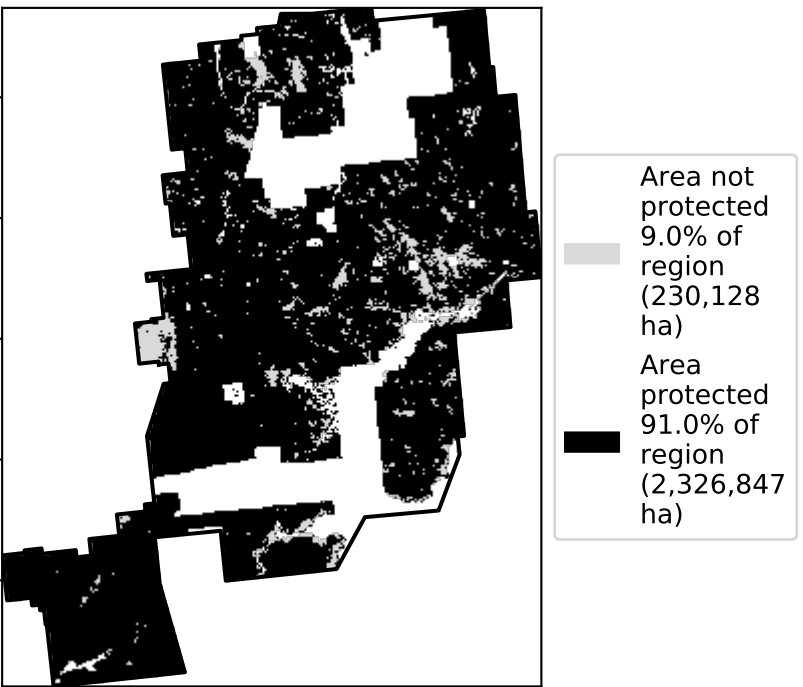 Area not
protected
9.0% of
region
(230,128
ha)
Area
protected
91.0% of
region
(2,326,847
ha)